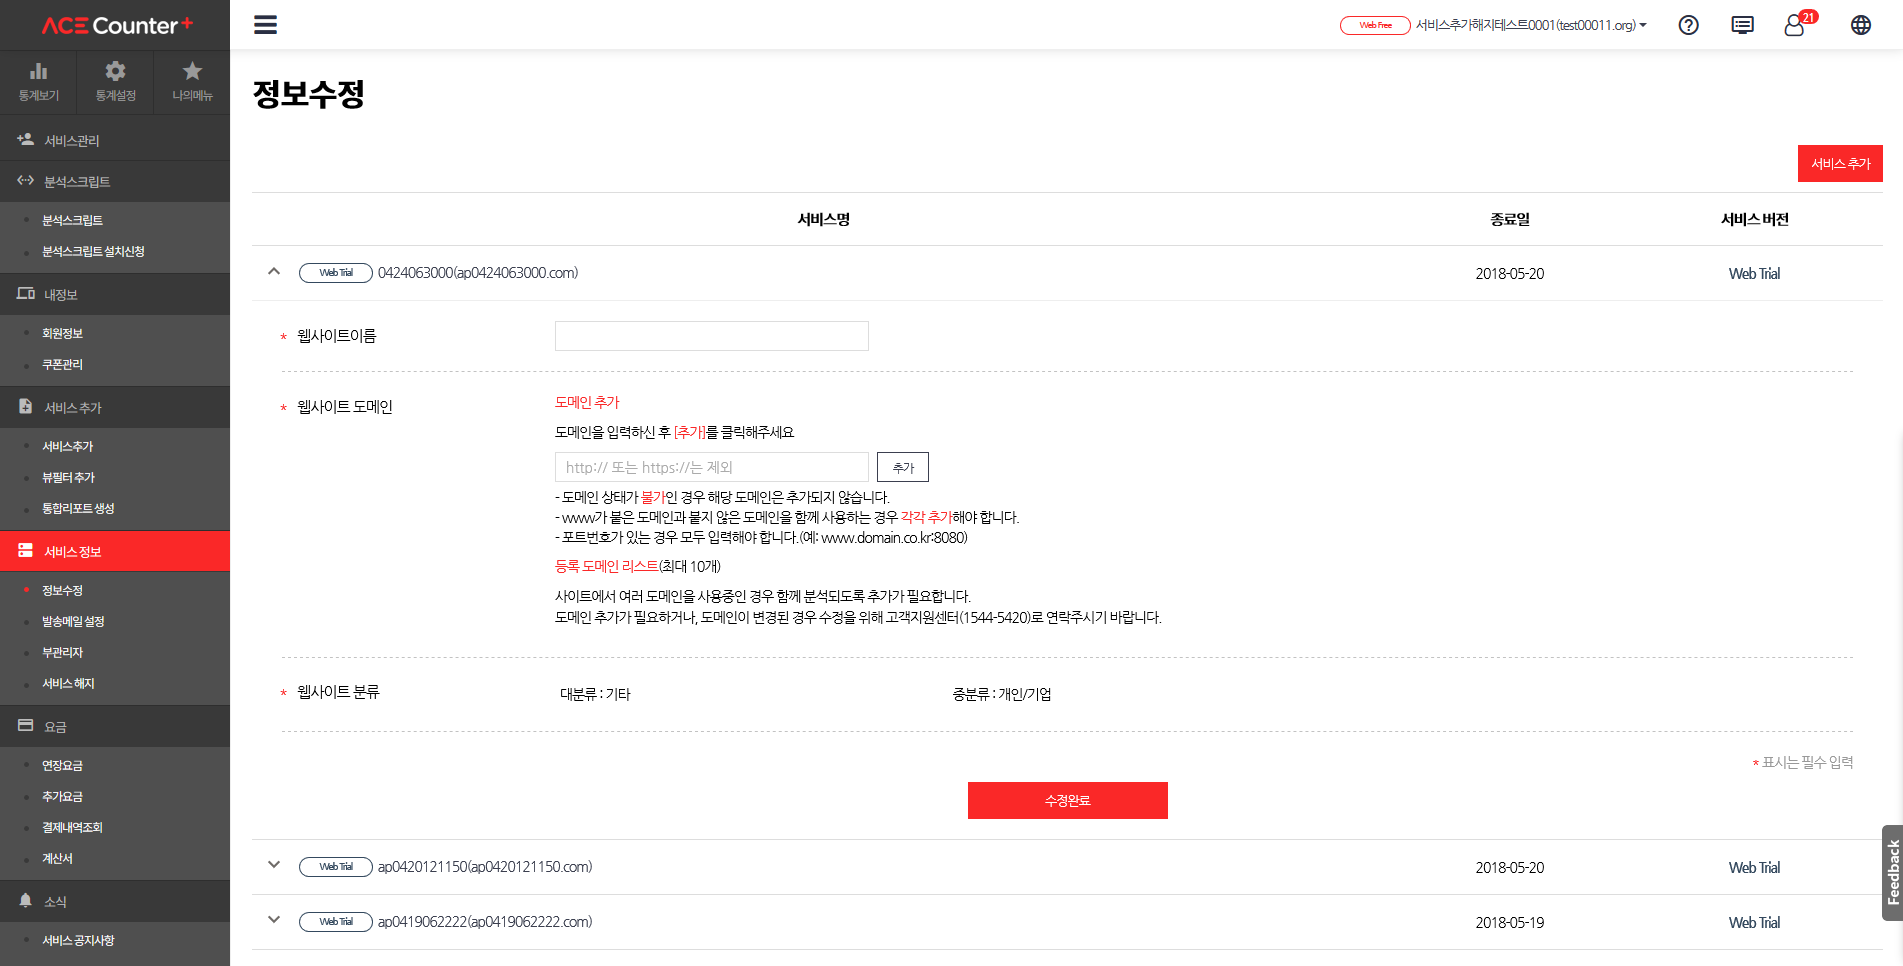 ACE Counter+
Web Free 서비스추가해지테스트0001(test00011.org)
21
통계보기 통계설정 나의메뉴
서비스관리
분석스크립트
분석스크립트
분석스크립트 설치신청
내정보
회원정보
쿠폰관리
서비스 추가
서비스추가
뷰필터 추가
통합리포트 생성
서비스 정보
정보수정
발송메일 설정
부관리자
서비스 해지
요금
연장요금
추가요금
결제내역조회
계산서
소식
서비스 공지사항
정보수정
서비스 추가
서비스명 종료일 서비스 버전
Web Trial 0424063000(ap0424063000.com) 2018-05-20 Web Trial
* 웹사이트이름
* 웹사이트 도메인
도메인 추가
도메인을 입력하신 후 [추가]를 클릭해주세요
http:// 또는 https://는 제외 추가
- 도메인 상태가 불가인 경우 해당 도메인은 추가되지 않습니다.
- www가 붙은 도메인과 붙지 않은 도메인을 함께 사용하는 경우 각각 추가해야 합니다.
- 포트번호가 있는 경우 모두 입력해야 합니다.(예: www.domain.co.kr:8080)
등록 도메인 리스트(최대 10개)
사이트에서 여러 도메인을 사용중인 경우 함께 분석되도록 추가가 필요합니다.
도메인 추가가 필요하거나, 도메인이 변경된 경우 수정을 위해 고객지원센터(1544-5420)로 연락주시기 바랍니다.
* 웹사이트 분류 대분류 : 기타 중분류 : 개인/기업
* 표시는 필수 입력
수정완료
Web Trial ap0420121150(ap0420121150.com) 2018-05-20 Web Trial
Web Trial ap0419062222(ap0419062222.com) 2018-05-19 Web Trial
Feedback